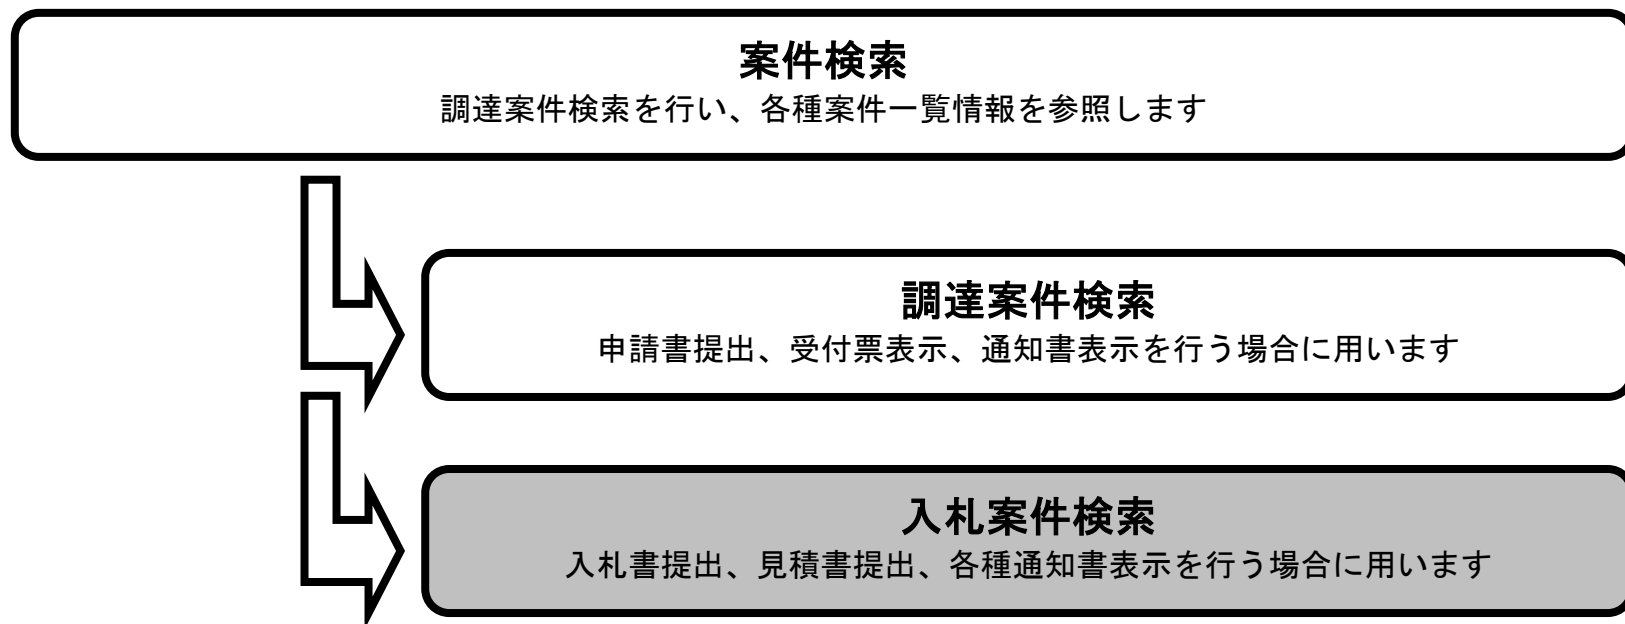 案件検索
調達案件検索を行い、各種案件一覧情報を参照します
調達案件検索
申請書提出、受付票表示、通知書表示を行う場合に用います
入札案件検索
入札書提出、見積書提出、各種通知書表示を行う場合に用います